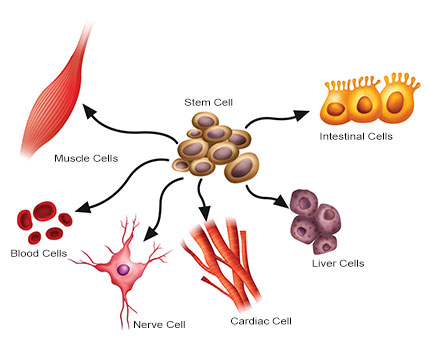 Stem Cell
Intestinal Cells
Muscle Cells
Blood Cells
Liver Cells
Nerve Cell
Cardiac Cell